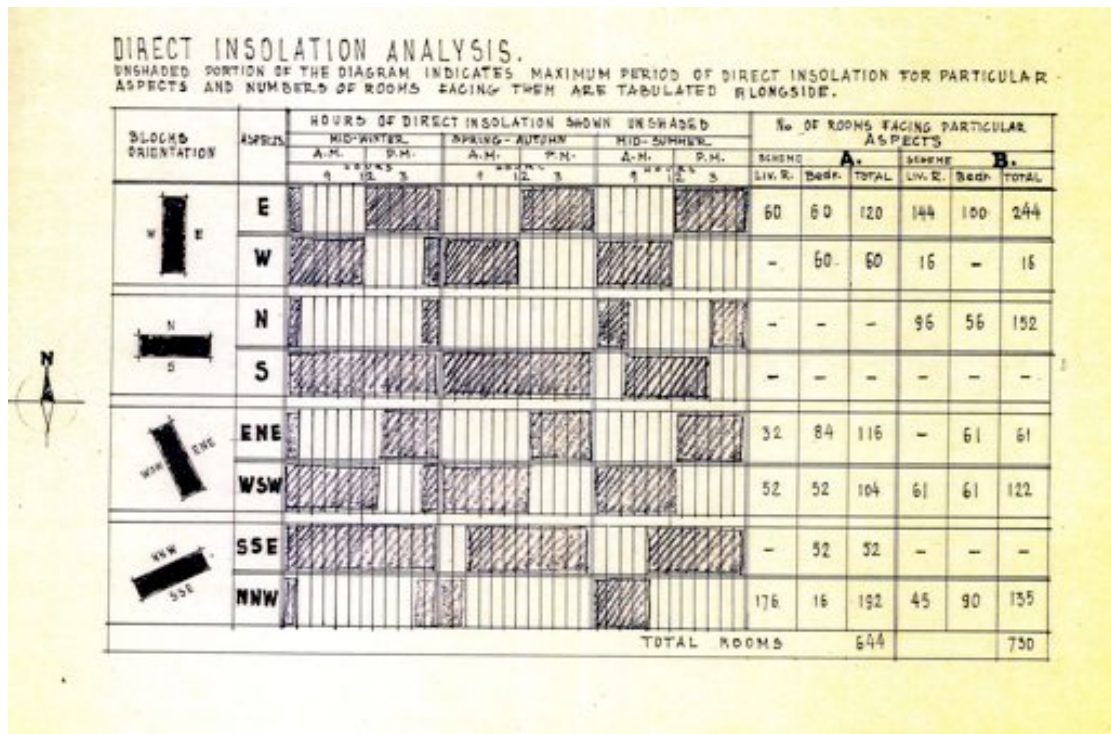 DIRECT INSOLATION ANALYSIS.
UNSHADED PORTION OF THE DIAGRAM INDICATES MAXIMUM PERIOD OF DIRECT INSOLATION FOR PARTICULAR
ASPECTS AND NUMBERS OF ROOMS FACING THEM ARE TABULATED ALONGSIDE.
BLOCKS ORIENTATION ASPECTS HOURS OF DIRECT INSOLATION SHOWN UNSHADED No OF ROOMS FACING PARTICULAR ASPECTS
MID-WINTER SPRING-AUTUMN MID-SUMMER
A.M. P.M. A.M. P.M. A.M. P.M. SCHEME A. SCHEME B.
HOURS HOURS HOURS
9 12 3 9 12 3 9 12 3 LIV. R. Bedr. TOTAL LIV. R. Bedr. TOTAL
W E
E 60 60 120 144 100 244
W - 60 60 16 - 16
N
S
N - - - 96 56 152
S - - - - - -
N
WSW ENE
ENE 32 84 116 - 61 61
WSW 52 52 104 61 61 122
NNW
SSE
SSE - 52 52 - - -
NNW 176 16 192 45 90 135
TOTAL ROOMS 644 730